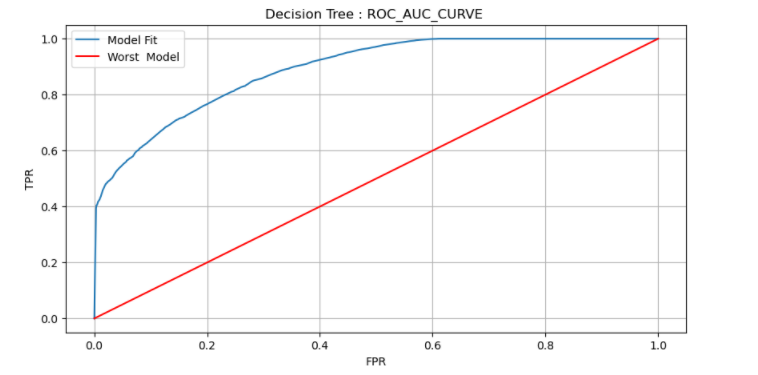 Decision Tree : ROC_AUC_CURVE
Model Fit
Worst  Model
TPR
1.0
0.8
0.6
0.4
0.2
0.0
0.0 0.2 0.4 0.6 0.8 1.0
FPR